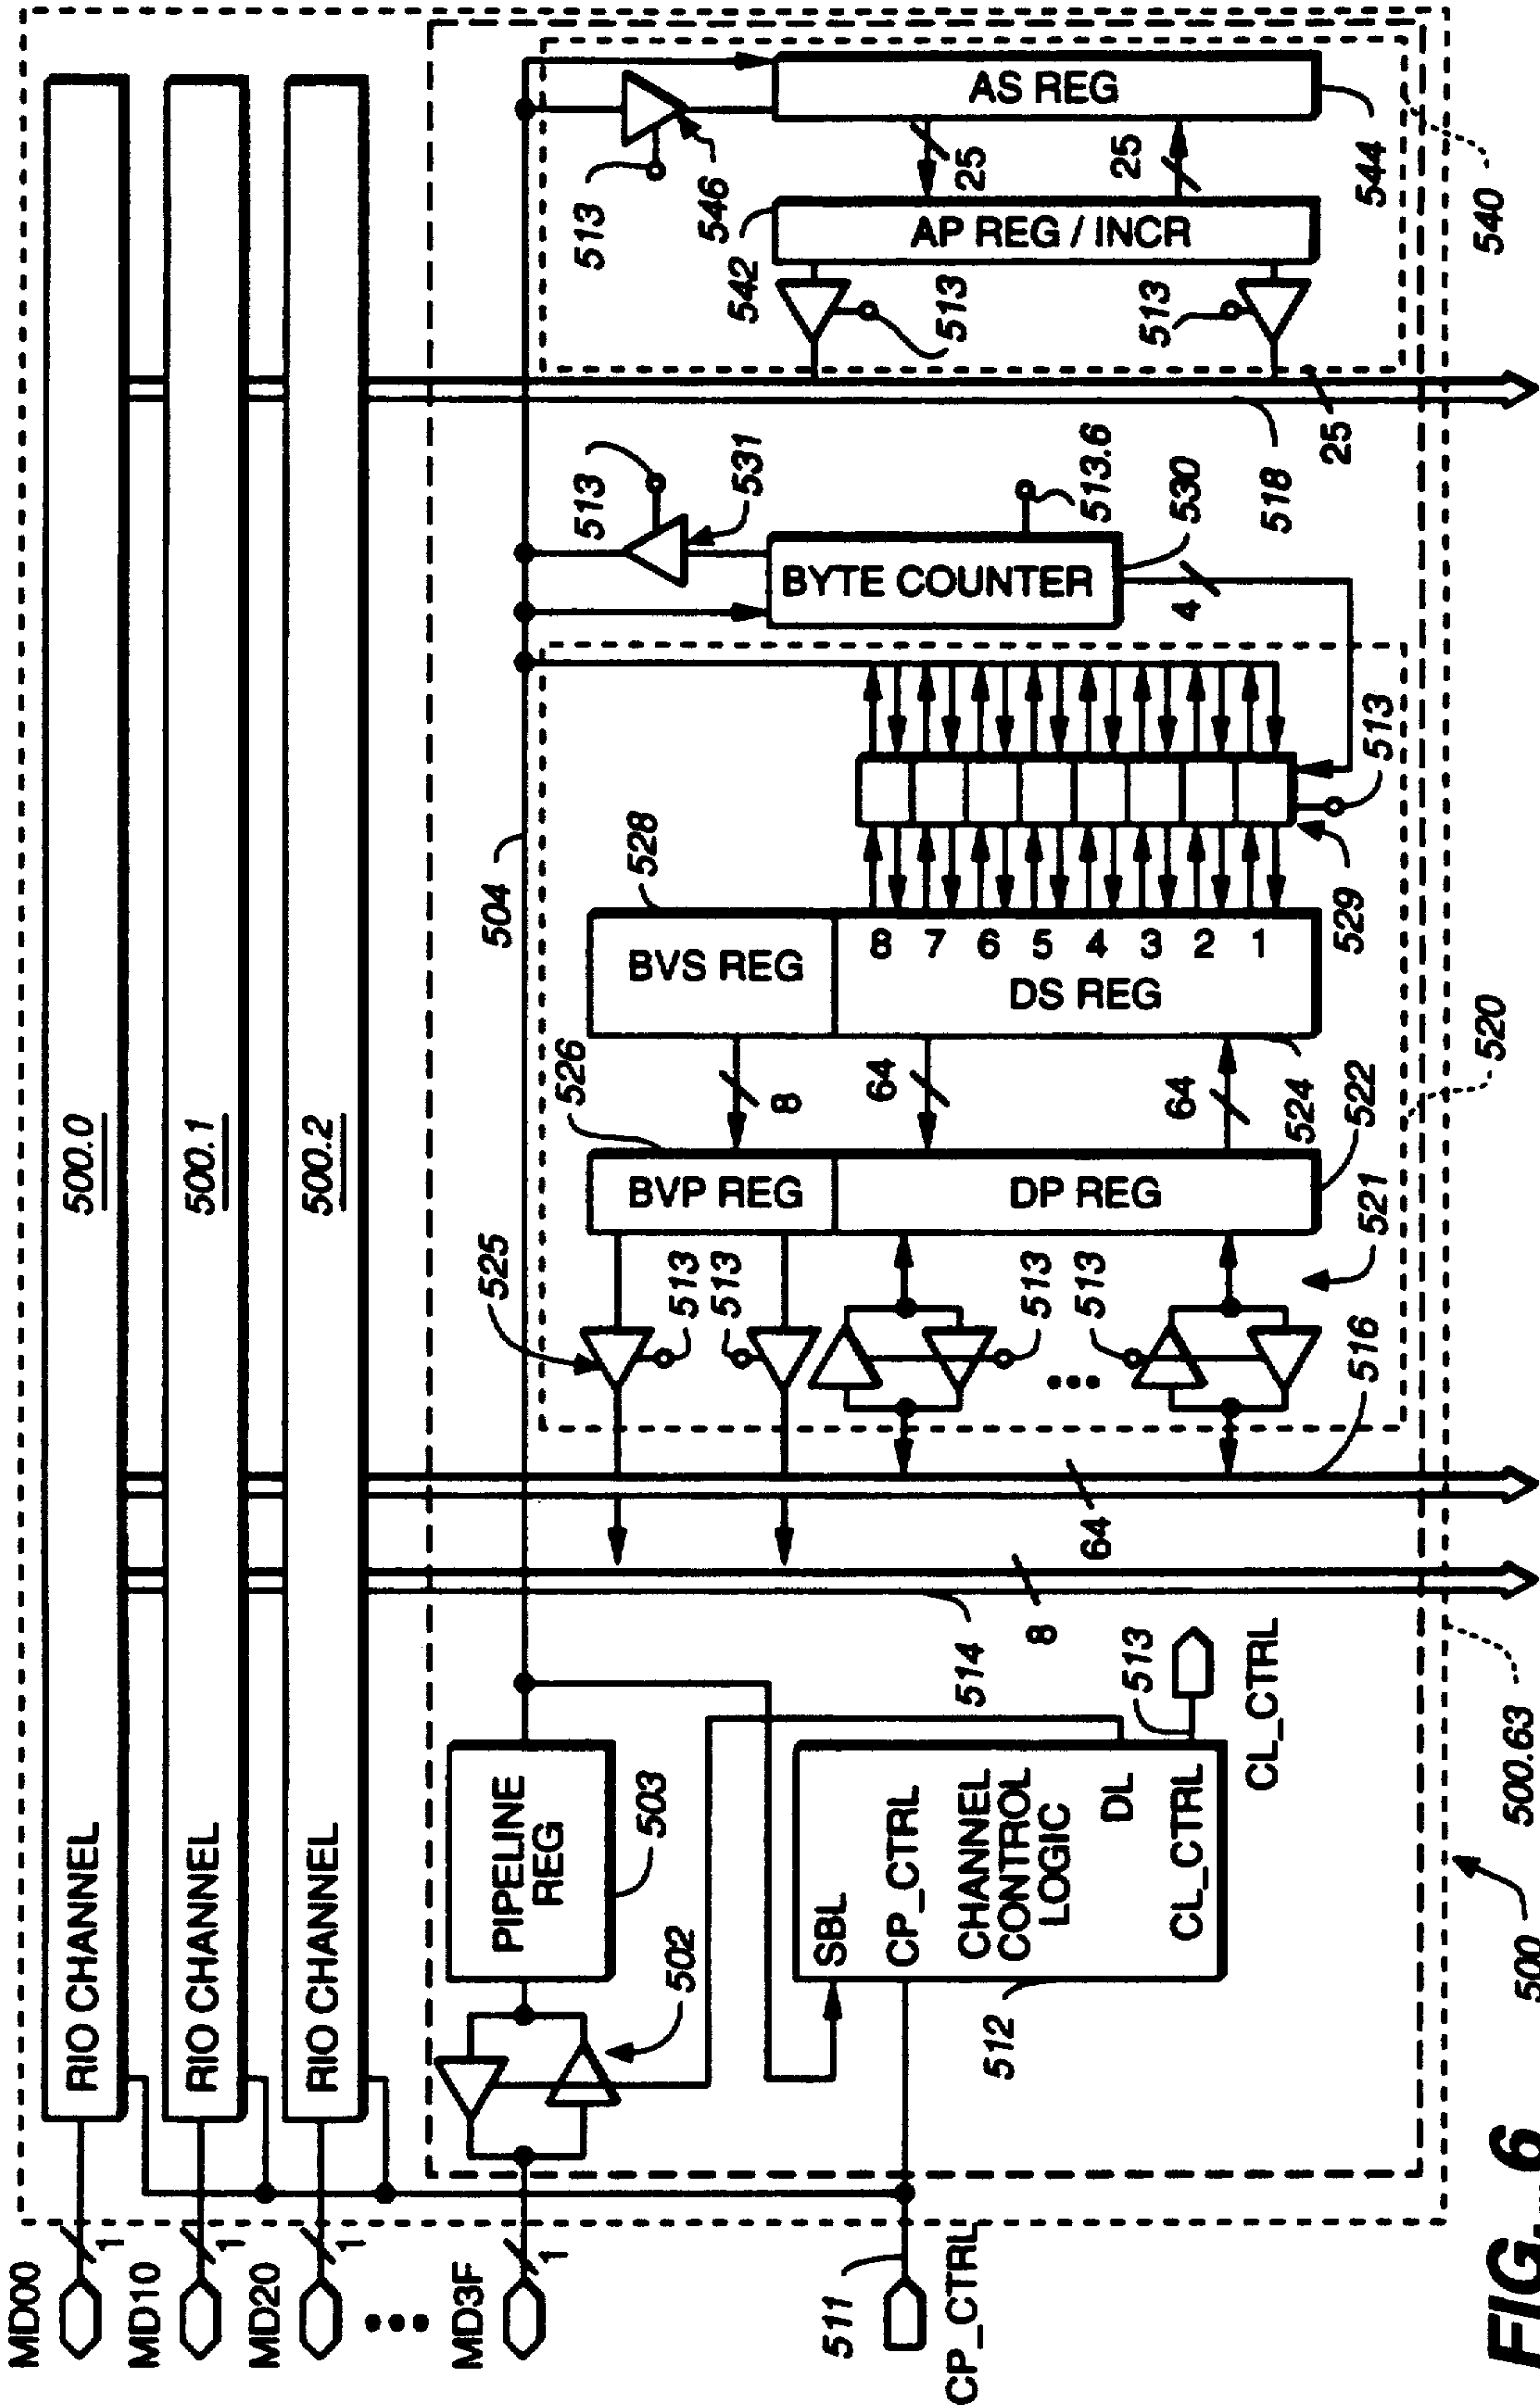 MD00
1
RIO CHANNEL
500.0
MD10
1
RIO CHANNEL
500.1
MD20
1
RIO CHANNEL
500.2
MD3F
1
502
PIPELINE
REG
503
504
511
CP_CTRL
512
SBL
CP_CTRL
CHANNEL
CONTROL
LOGIC
DL
CL_CTRL
513
CL_CTRL
514
8
64
516
525
513
513
513
513
521
526
BVP REG
DP REG
522
8
64
64
524
528
BVS REG
DS REG
8
7
6
5
4
3
2
1
529
513
520
513
531
BYTE COUNTER
513.6
530
4
518
25
513
546
542
513
513
AP REG / INCR
25
25
AS REG
544
540
500
500.63
FIG. 6